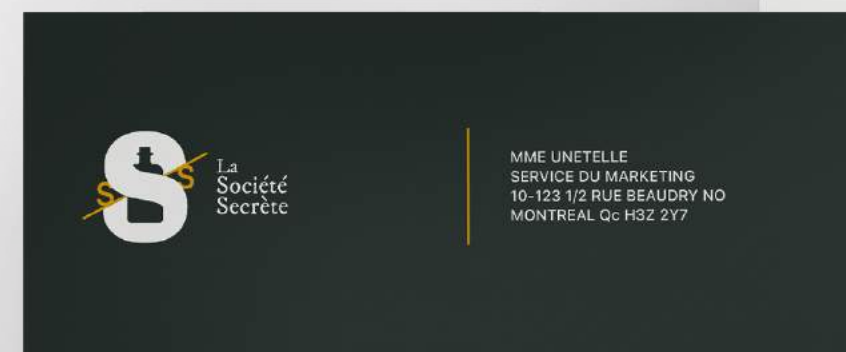 S
S S
La
Société
Secrète
MME UNETELLE
SERVICE DU MARKETING
10-123 1/2 RUE BEAUDRY NO
MONTREAL Qc H3Z 2Y7